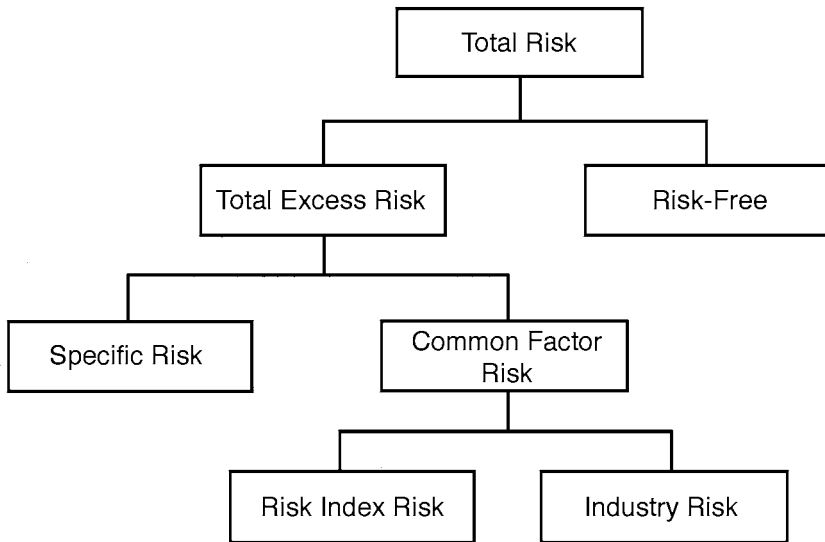 Total Risk
Total Excess Risk
Risk-Free
Specific Risk
Common Factor
Risk
Risk Index Risk
Industry Risk